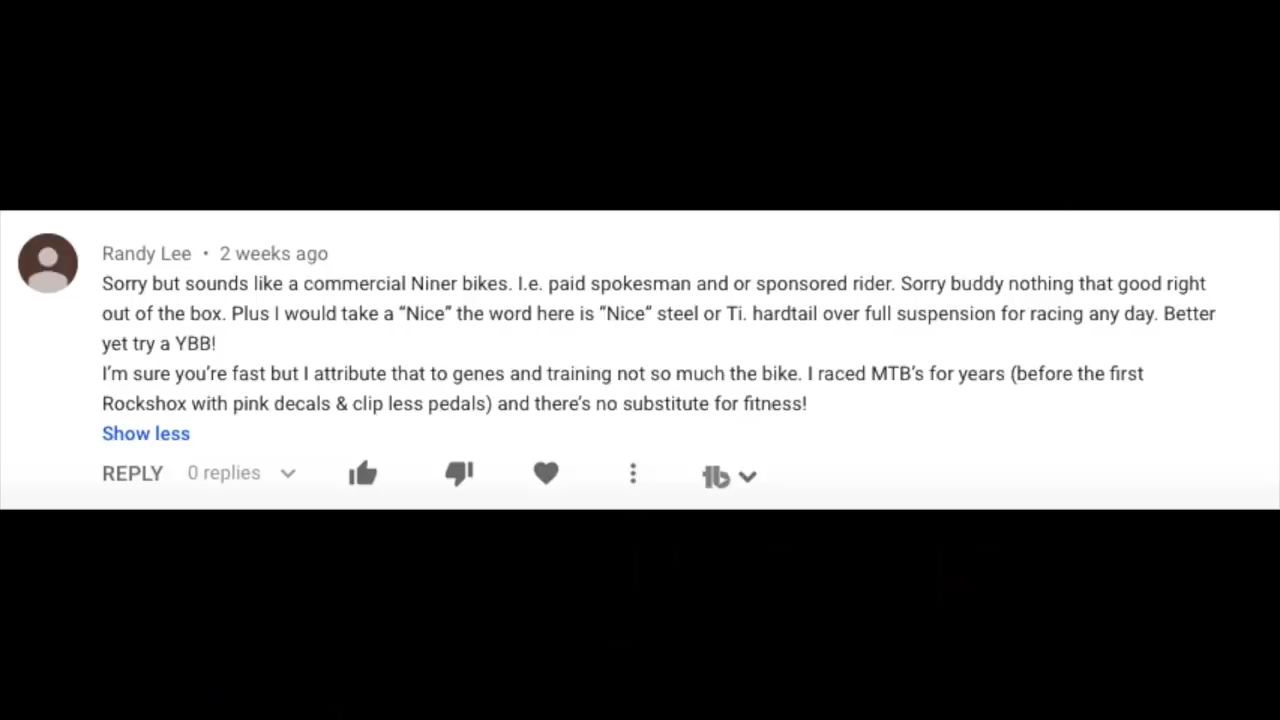 Randy Lee • 2 weeks ago
Sorry but sounds like a commercial Niner bikes. I.e. paid spokesman and or sponsored rider. Sorry buddy nothing that good right
out of the box. Plus I would take a “Nice” the word here is “Nice“ steel or Ti. hardtail over full suspension for racing any day. Better
yet try a YBB!
I’m sure you’re fast but I attribute that to genes and training not so much the bike. I raced MTB’s for years (before the first
Rockshox with pink decals & clip less pedals) and there’s no substitute for fitness!
Show less
REPLY 0 replies